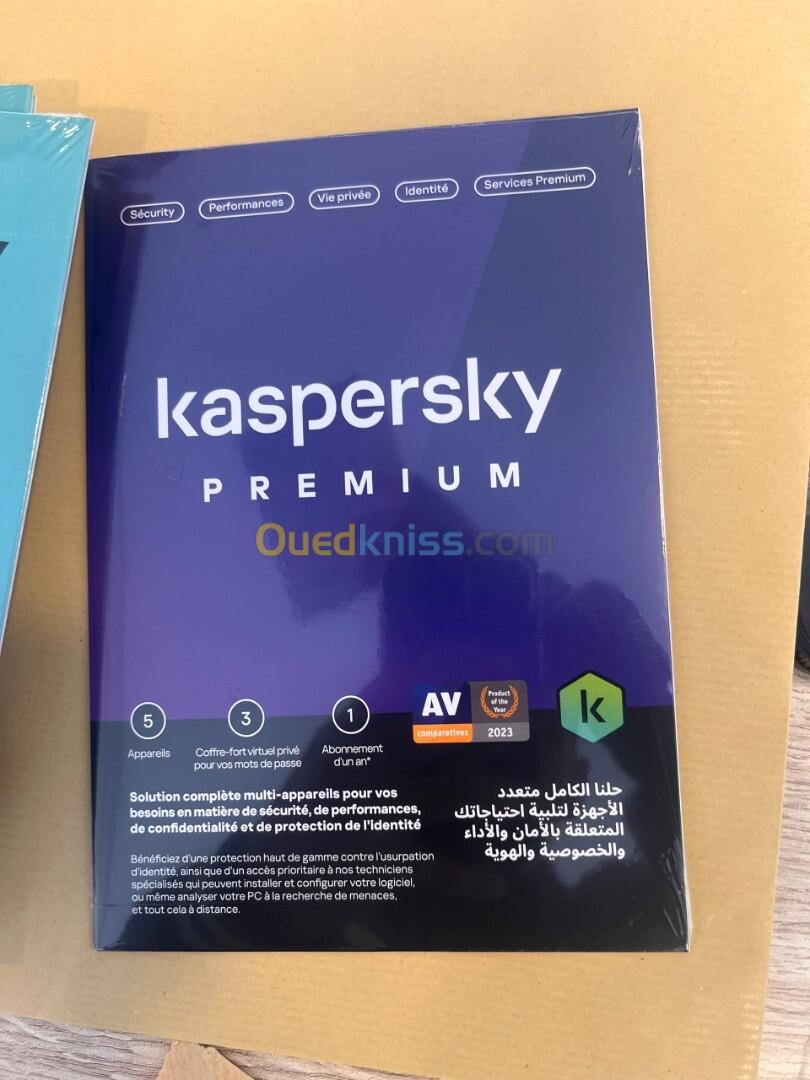 Sécurity
Performances
Vie privée
Identité
Services Premium
kaspersky
PREMIUM
Ouedkniss.com
5
Appareils
3
Coffre-fort virtuel privé
pour vos mots de passe
1
Abonnement
d'un an*
AV
comparatives
Product
of the
Year
2023
k
Solution complète multi-appareils pour vos
besoins en matière de sécurité, de performances,
de confidentialité et de protection de l'identité
حلنا الكامل متعدد
الأجهزة لتلبية احتياجاتك
المتعلقة بالأمان والأداء
والخصوصية والهوية
Bénéficiez d'une protection haut de gamme contre l'usurpation
d'identité, ainsi que d'un accès prioritaire à nos techniciens
spécialisés qui peuvent installer et configurer votre logiciel,
ou même analyser votre PC à la recherche de menaces,
et tout cela à distance.